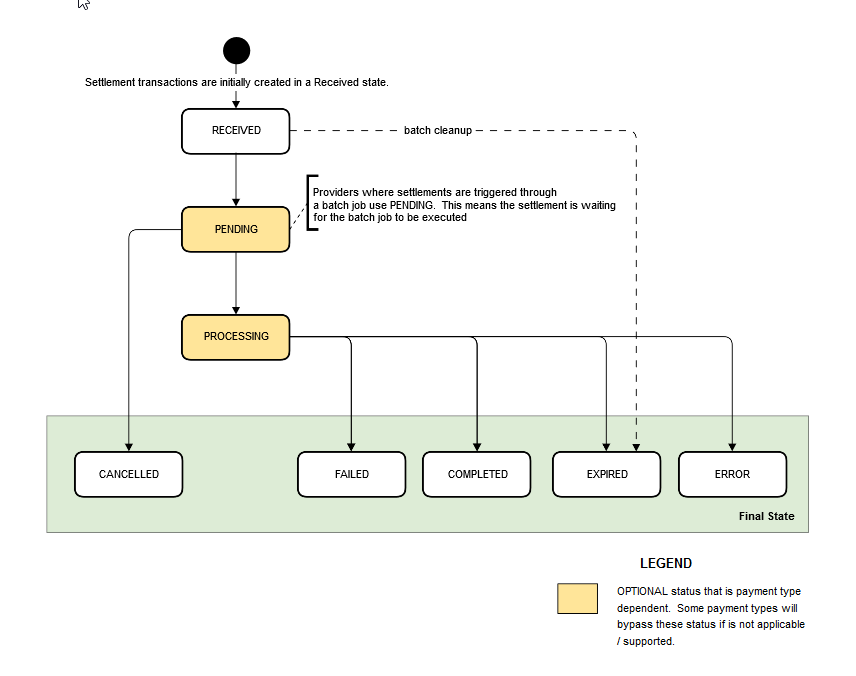 Settlement transactions are initially created in a Received state.
RECEIVED
batch cleanup
Providers where settlements are triggered through
a batch job use PENDING.  This means the settlement is waiting
for the batch job to be executed
PENDING
PROCESSING
CANCELLED
FAILED
COMPLETED
EXPIRED
ERROR
Final State
LEGEND
OPTIONAL status that is payment type
dependent.  Some payment types will
bypass these status if is not applicable
/ supported.